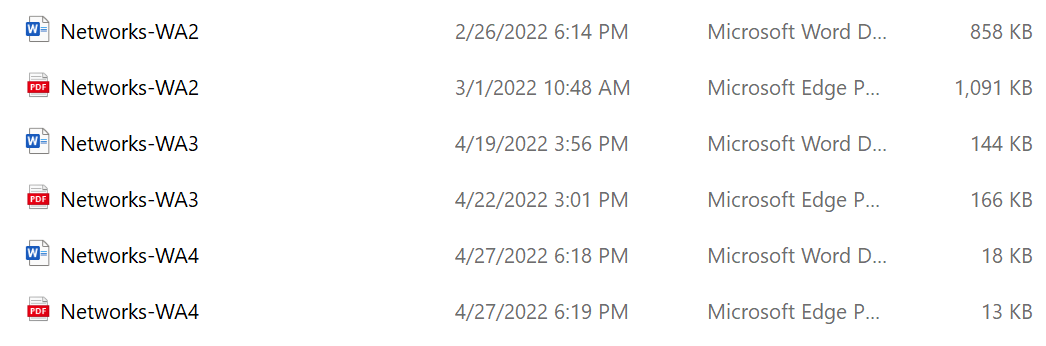 Networks-WA2 2/26/2022 6:14 PM Microsoft Word D... 858 KB
Networks-WA2 3/1/2022 10:48 AM Microsoft Edge P... 1,091 KB
Networks-WA3 4/19/2022 3:56 PM Microsoft Word D... 144 KB
Networks-WA3 4/22/2022 3:01 PM Microsoft Edge P... 166 KB
Networks-WA4 4/27/2022 6:18 PM Microsoft Word D... 18 KB
Networks-WA4 4/27/2022 6:19 PM Microsoft Edge P... 13 KB